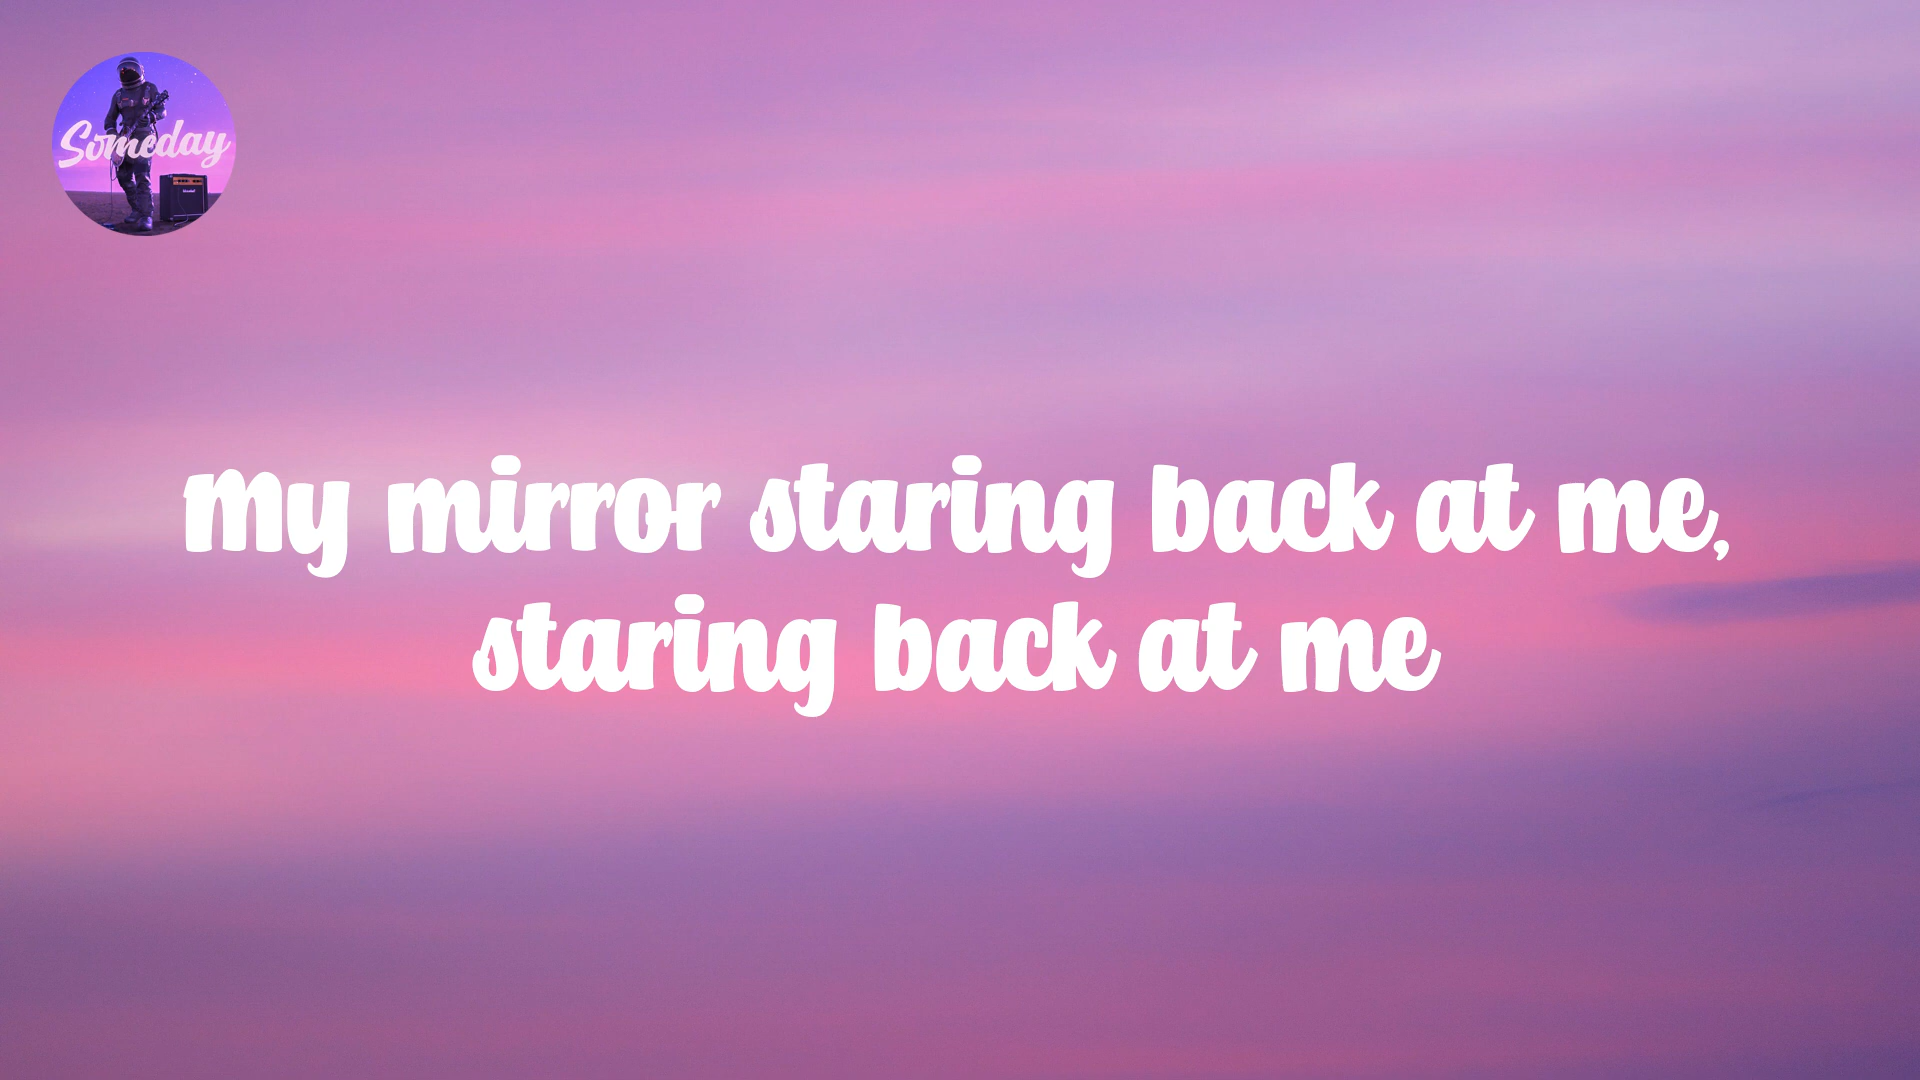 Someday
My mirror staring back at me,
staring back at me